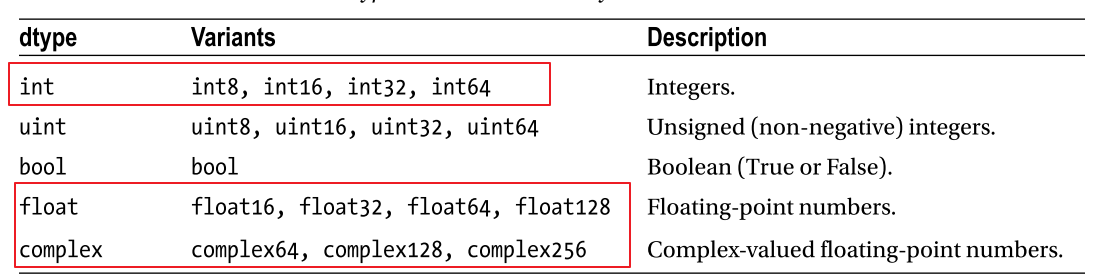 dtype Variants Description
int int8, int16, int32, int64 Integers.
uint uint8, uint16, uint32, uint64 Unsigned (non-negative) integers.
bool bool Boolean (True or False).
float float16, float32, float64, float128 Floating-point numbers.
complex complex64, complex128, complex256 Complex-valued floating-point numbers.